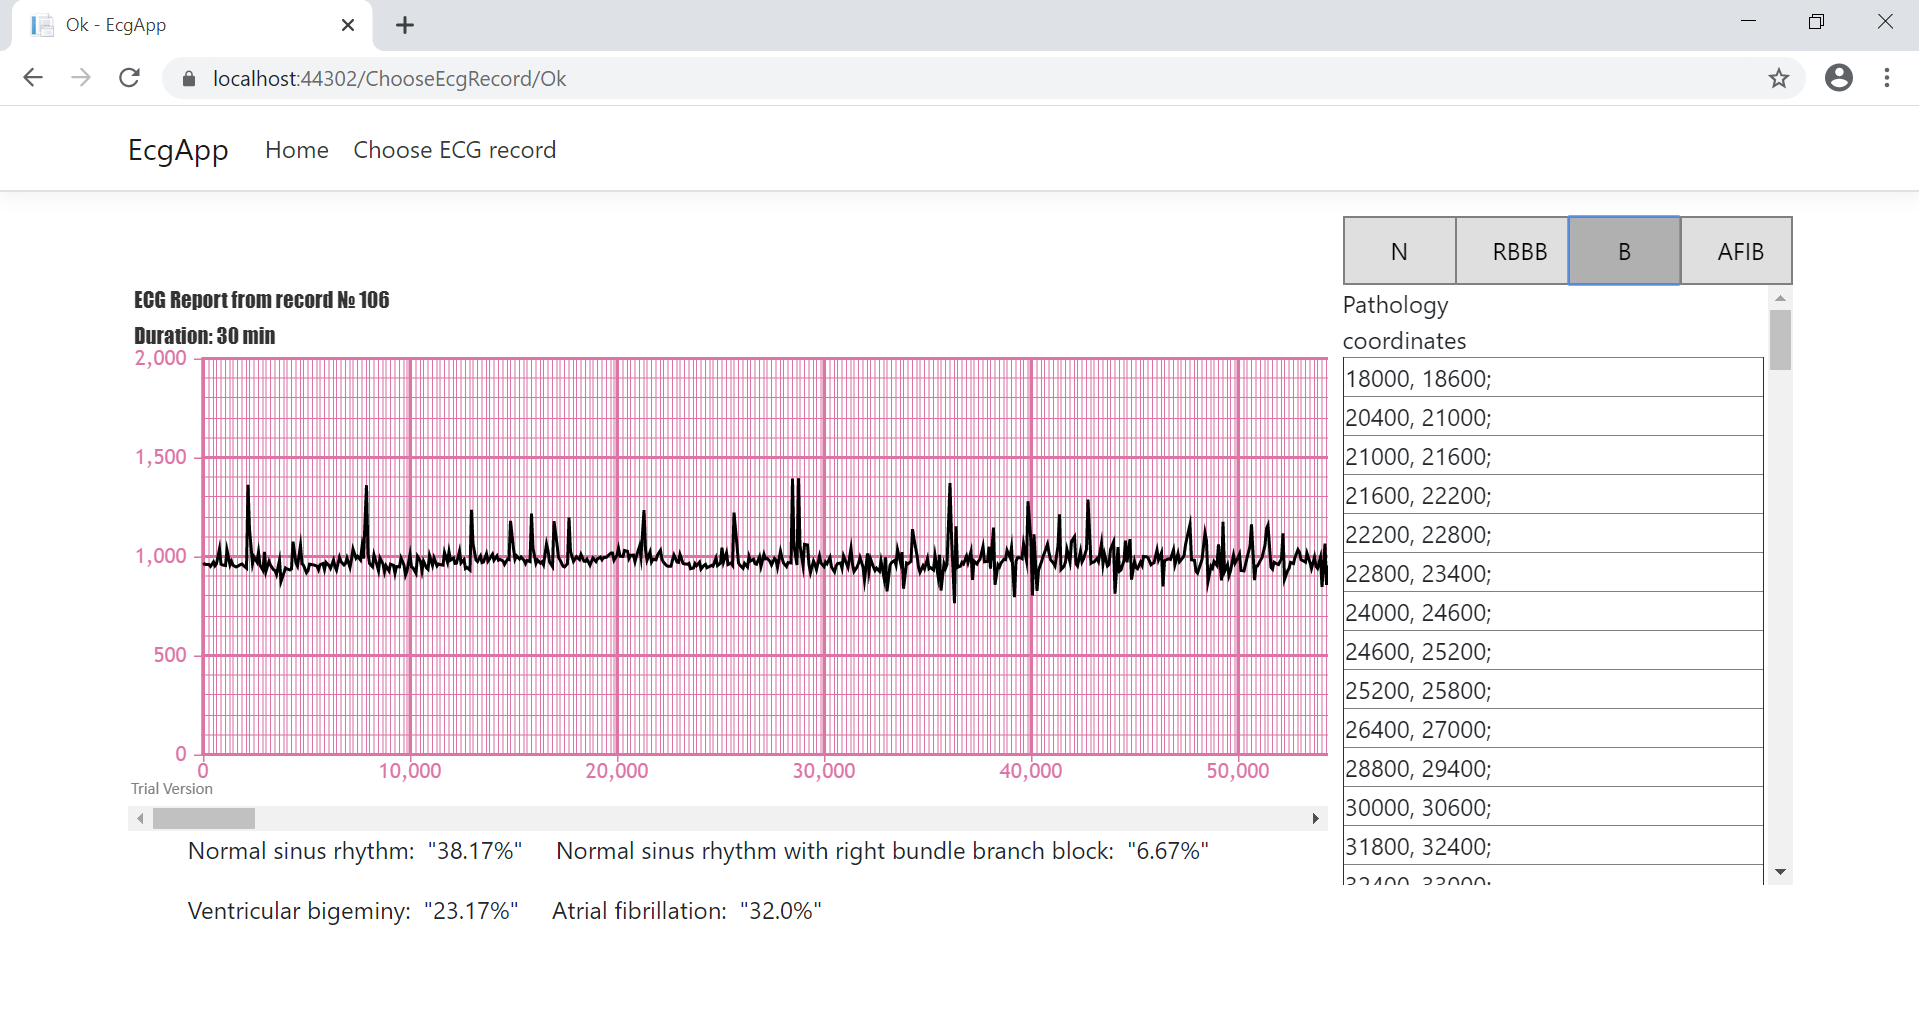 Ok - EcgApp
localhost:44302/ChooseEcgRecord/Ok
EcgApp Home Choose ECG record
N RBBB B AFIB
ECG Report from record № 106
Duration: 30 min
2,000
1,500
1,000
500
0
0 10,000 20,000 30,000 40,000 50,000
Trial Version
Normal sinus rhythm: "38.17%" Normal sinus rhythm with right bundle branch block: "6.67%"
Ventricular bigeminy: "23.17%" Atrial fibrillation: "32.0%"
Pathology
coordinates
18000, 18600;
20400, 21000;
21000, 21600;
21600, 22200;
22200, 22800;
22800, 23400;
24000, 24600;
24600, 25200;
25200, 25800;
26400, 27000;
28800, 29400;
30000, 30600;
31800, 32400;
32400, 33000;